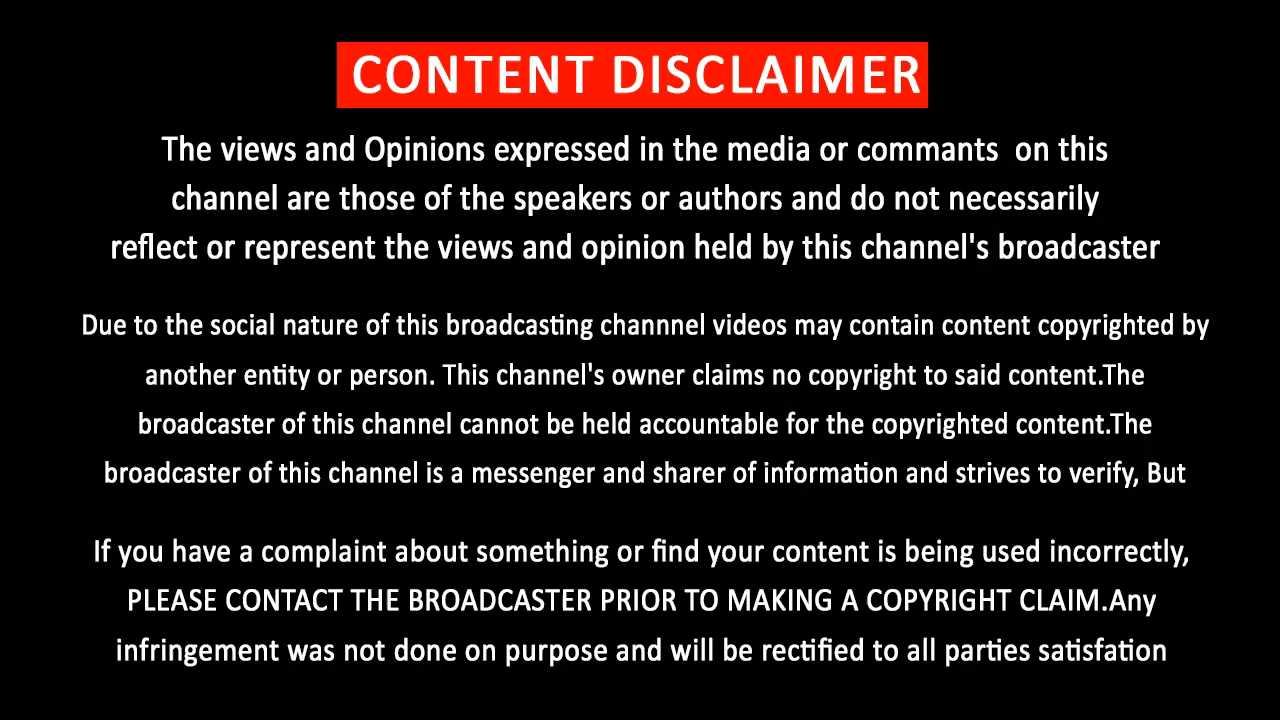 CONTENT DISCLAIMER
The views and Opinions expressed in the media or commants on this
channel are those of the speakers or authors and do not necessarily
reflect or represent the views and opinion held by this channel's broadcaster
Due to the social nature of this broadcasting channnel videos may contain content copyrighted by
another entity or person. This channel's owner claims no copyright to said content.The
broadcaster of this channel cannot be held accountable for the copyrighted content.The
broadcaster of this channel is a messenger and sharer of information and strives to verify, But
If you have a complaint about something or find your content is being used incorrectly,
PLEASE CONTACT THE BROADCASTER PRIOR TO MAKING A COPYRIGHT CLAIM.Any
infringement was not done on purpose and will be rectified to all parties satisfation